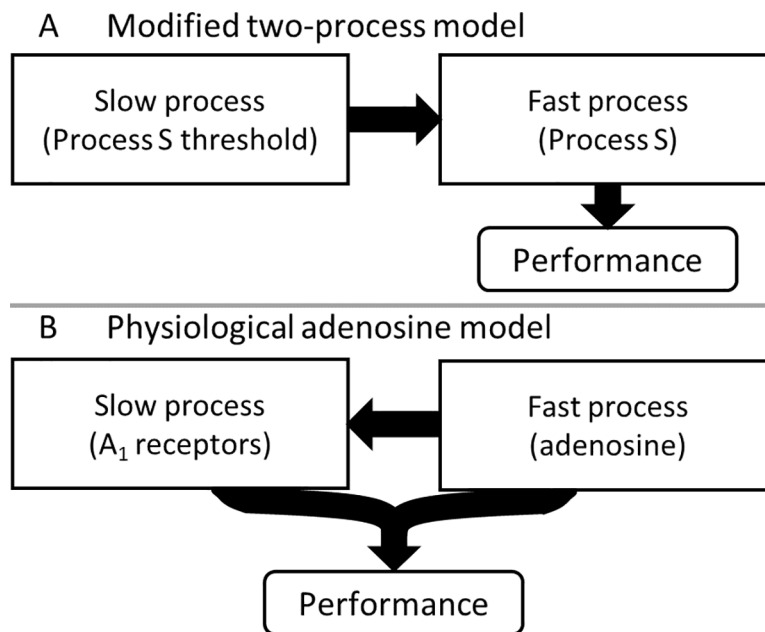 A Modified two-process model
Slow process
(Process S threshold)
Fast process
(Process S)
Performance
B Physiological adenosine model
Slow process
(A₁ receptors)
Fast process
(adenosine)
Performance